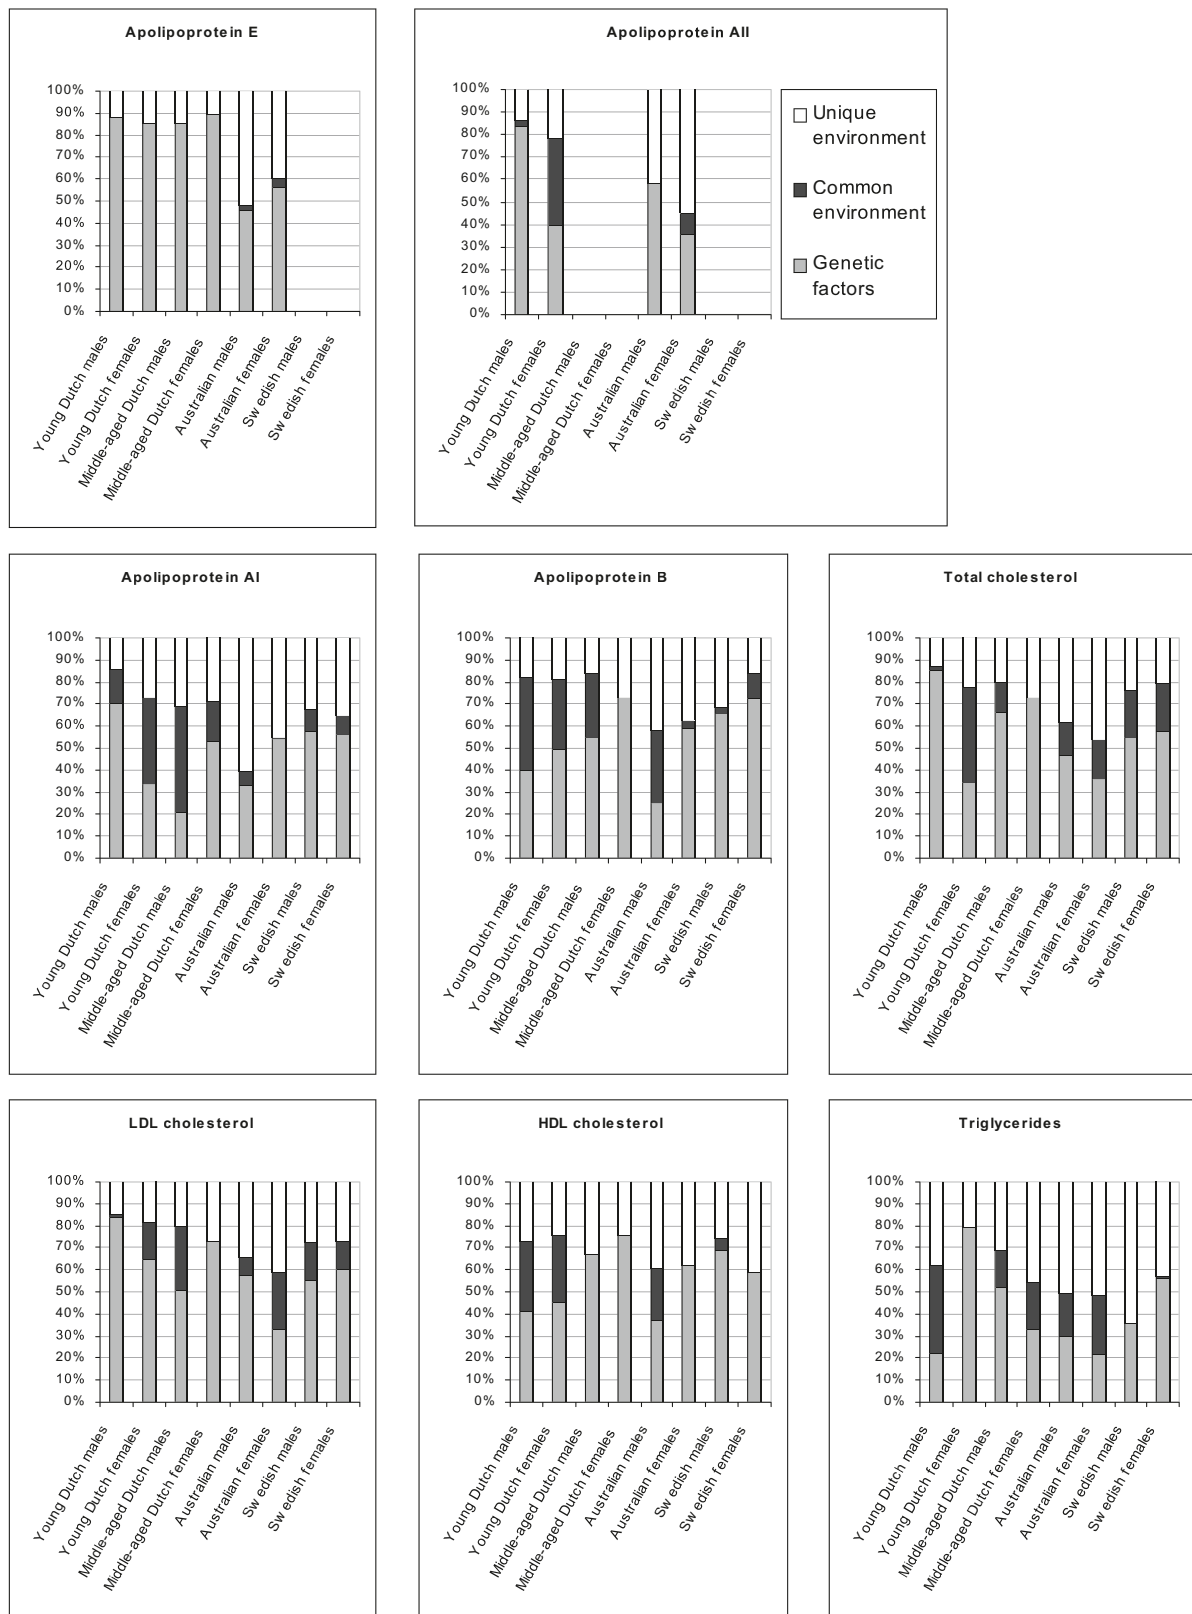 Apolipoprotein E
100%
90%
80%
70%
60%
50%
40%
30%
20%
10%
0%
Young Dutch males
Young Dutch females
Middle-aged Dutch males
Middle-aged Dutch females
Australian males
Australian females
Sw edish males
Sw edish females
Apolipoprotein AII
100%
90%
80%
70%
60%
50%
40%
30%
20%
10%
0%
Young Dutch males
Young Dutch females
Middle-aged Dutch males
Middle-aged Dutch females
Australian males
Australian females
Sw edish males
Sw edish females
Unique
environment
Common
environment
Genetic
factors
Apolipoprotein AI
100%
90%
80%
70%
60%
50%
40%
30%
20%
10%
0%
Young Dutch males
Young Dutch females
Middle-aged Dutch males
Middle-aged Dutch females
Australian males
Australian females
Sw edish males
Sw edish females
Apolipoprotein B
100%
90%
80%
70%
60%
50%
40%
30%
20%
10%
0%
Young Dutch males
Young Dutch females
Middle-aged Dutch males
Middle-aged Dutch females
Australian males
Australian females
Sw edish males
Sw edish females
Total cholesterol
100%
90%
80%
70%
60%
50%
40%
30%
20%
10%
0%
Young Dutch males
Young Dutch females
Middle-aged Dutch males
Middle-aged Dutch females
Australian males
Australian females
Sw edish males
Sw edish females
LDL cholesterol
100%
90%
80%
70%
60%
50%
40%
30%
20%
10%
0%
Young Dutch males
Young Dutch females
Middle-aged Dutch males
Middle-aged Dutch females
Australian males
Australian females
Sw edish males
Sw edish females
HDL cholesterol
100%
90%
80%
70%
60%
50%
40%
30%
20%
10%
0%
Young Dutch males
Young Dutch females
Middle-aged Dutch males
Middle-aged Dutch females
Australian males
Australian females
Sw edish males
Sw edish females
Triglycerides
100%
90%
80%
70%
60%
50%
40%
30%
20%
10%
0%
Young Dutch males
Young Dutch females
Middle-aged Dutch males
Middle-aged Dutch females
Australian males
Australian females
Sw edish males
Sw edish females